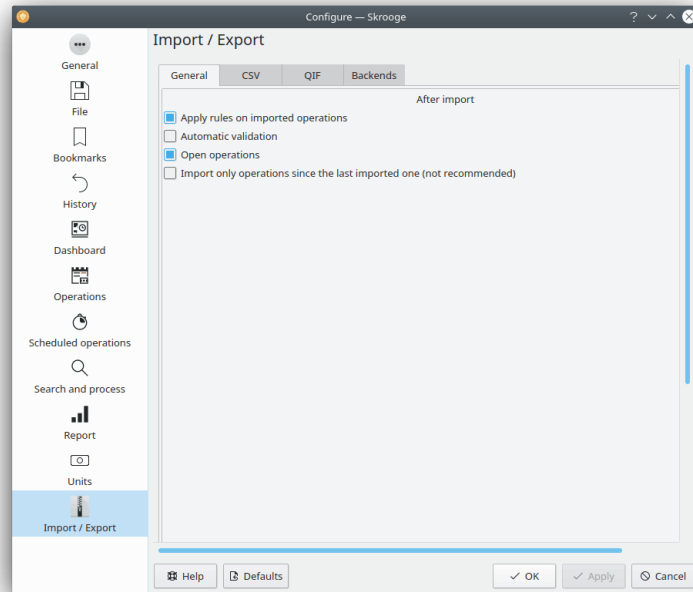 Configure — Skrooge
Import / Export
General
File
Bookmarks
History
Dashboard
Operations
Scheduled operations
Search and process
Report
Units
Import / Export
General CSV QIF Backends
After import
Apply rules on imported operations
Automatic validation
Open operations
Import only operations since the last imported one (not recommended)
Help Defaults OK Apply Cancel